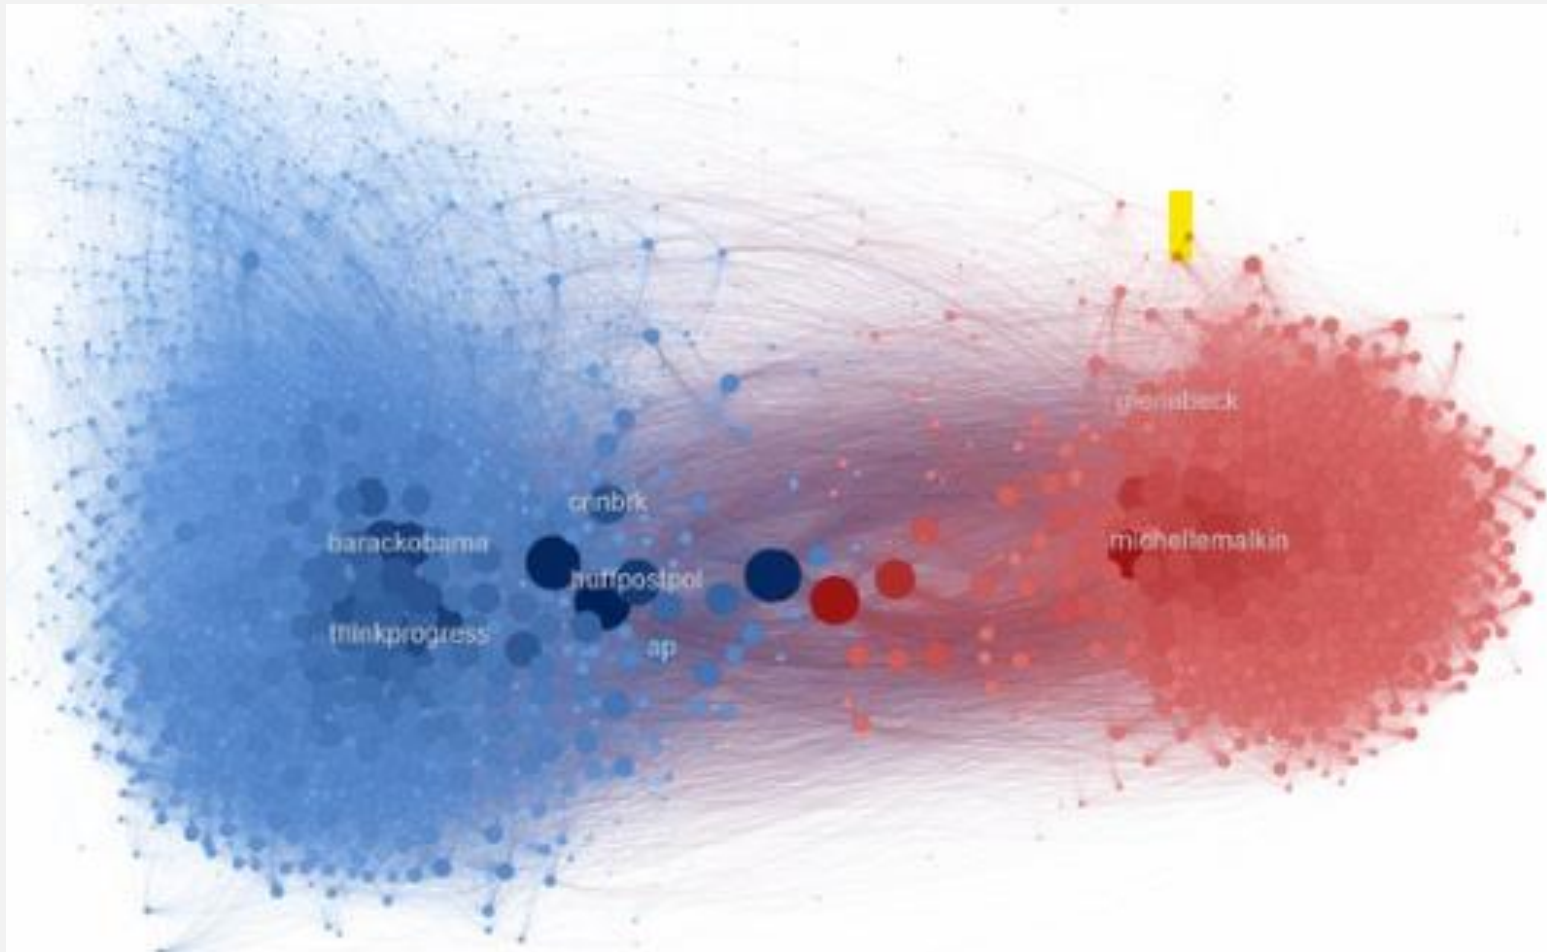 glennbeck
cnnbrk
barackobama
michellemalkin
huffpostpol
thinkprogress
ap